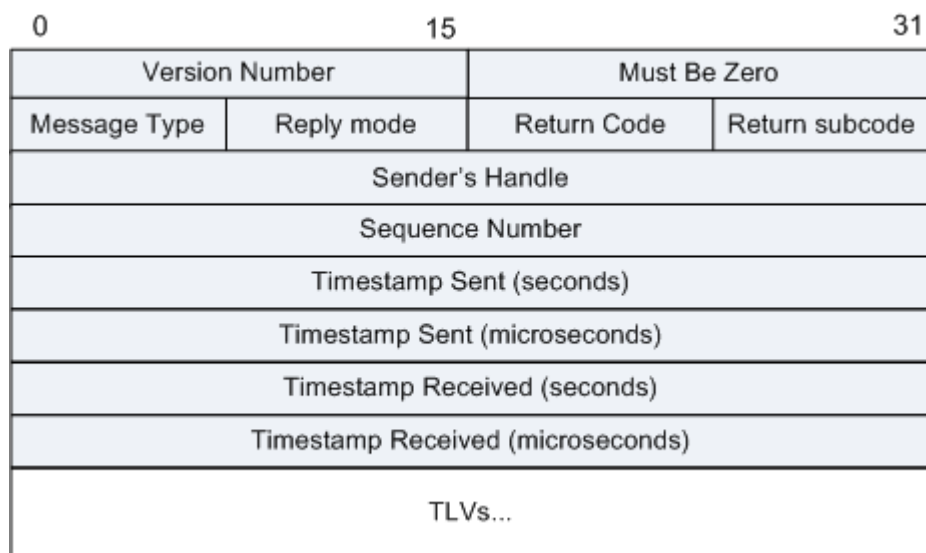 0 15 31
Version Number Must Be Zero
Message Type Reply mode Return Code Return subcode
Sender's Handle
Sequence Number
Timestamp Sent (seconds)
Timestamp Sent (microseconds)
Timestamp Received (seconds)
Timestamp Received (microseconds)
TLVs...